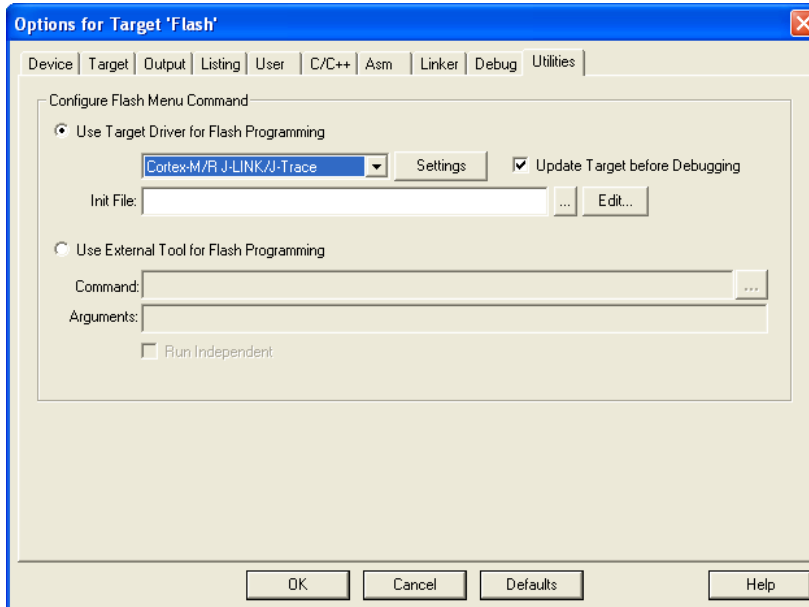 Options for Target 'Flash'
Device Target Output Listing User C/C++ Asm Linker Debug Utilities
Configure Flash Menu Command
Use Target Driver for Flash Programming
Cortex-M/R J-LINK/J-Trace Settings Update Target before Debugging
Init File: ... Edit...
Use External Tool for Flash Programming
Command: ...
Arguments:
Run Independent
OK Cancel Defaults Help